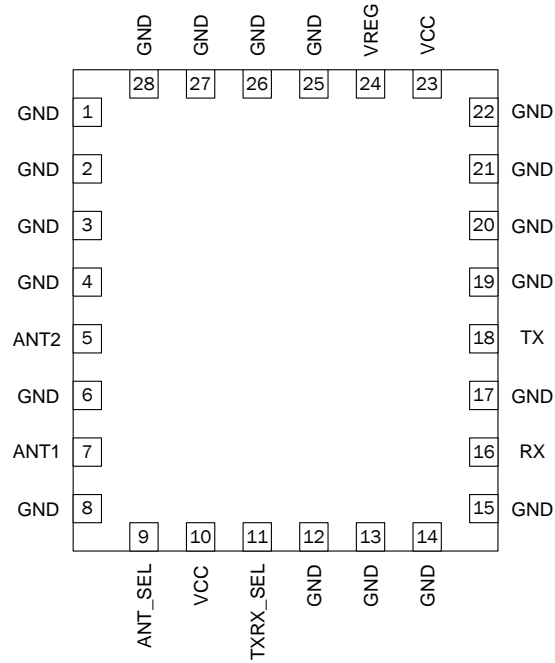 GND GND GND GND VREG VCC
28 27 26 25 24 23
GND 1 22 GND
GND 2 21 GND
GND 3 20 GND
GND 4 19 GND
ANT2 5 18 TX
GND 6 17 GND
ANT1 7 16 RX
GND 8 15 GND
9 10 11 12 13 14
ANT_SEL VCC TXRX_SEL GND GND GND